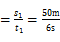 = s₁/t₁ = 50m/6s